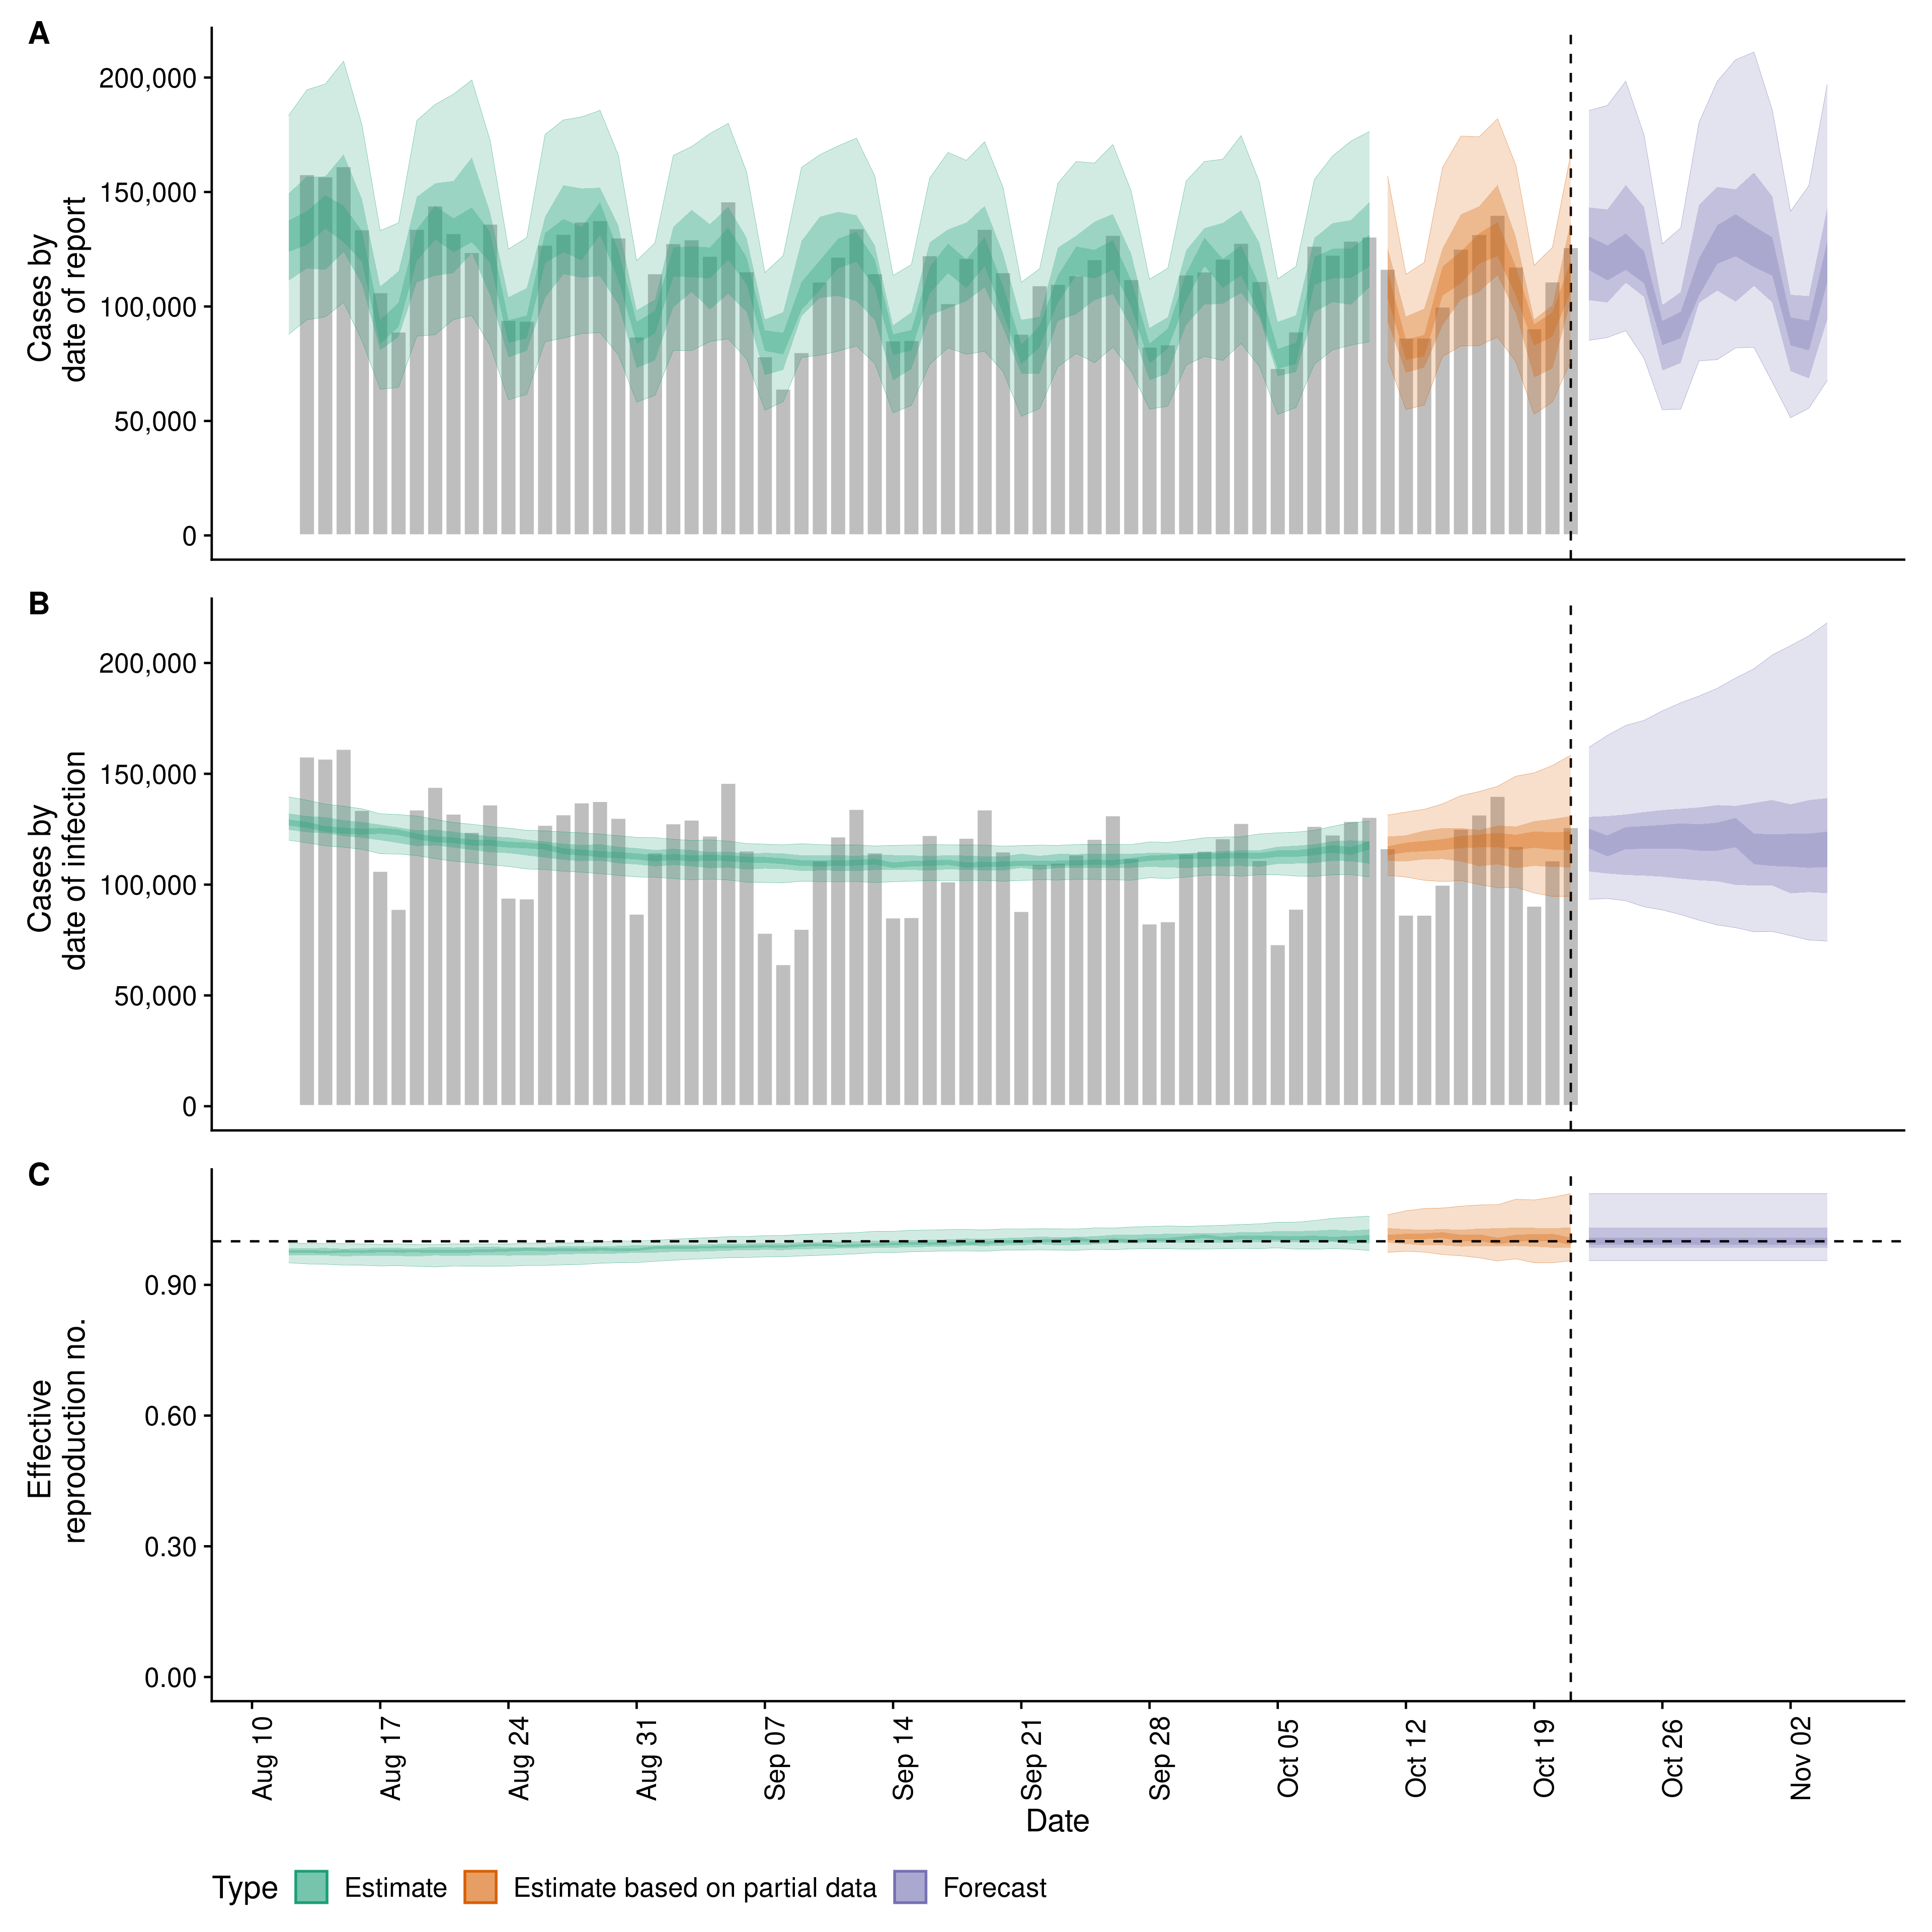 A
Cases by
date of report
200,000
150,000
100,000
50,000
0
B
Cases by
date of infection
200,000
150,000
100,000
50,000
0
C
Effective
reproduction no.
0.90
0.60
0.30
0.00
Aug 10
Aug 17
Aug 24
Aug 31
Sep 07
Sep 14
Sep 21
Sep 28
Oct 05
Oct 12
Oct 19
Oct 26
Nov 02
Date
Type Estimate Estimate based on partial data Forecast